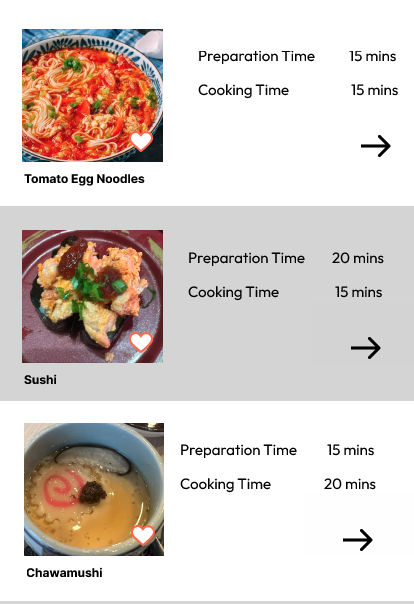 Preparation Time 15 mins
Cooking Time 15 mins
Tomato Egg Noodles
Preparation Time 20 mins
Cooking Time 15 mins
Sushi
Preparation Time 15 mins
Cooking Time 20 mins
Chawamushi